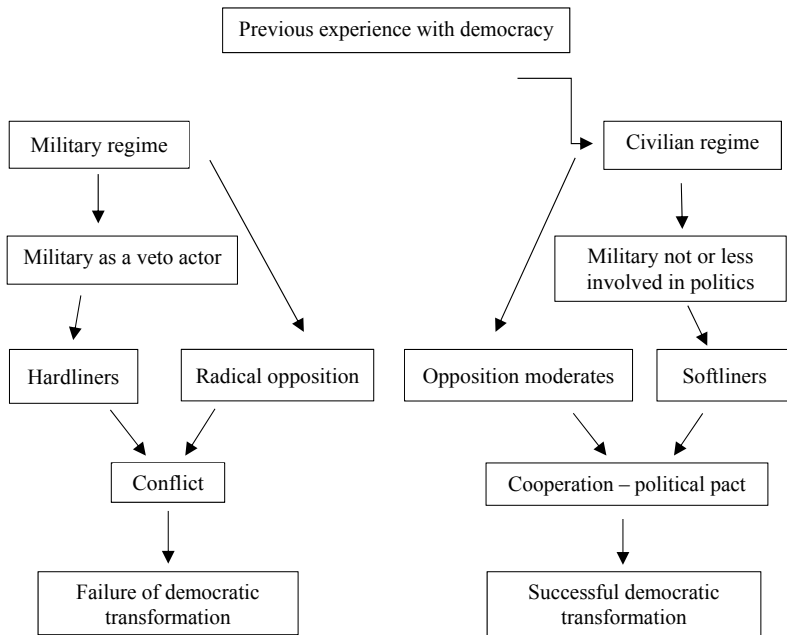 Previous experience with democracy
Military regime
Civilian regime
Military as a veto actor
Military not or less
involved in politics
Hardliners
Radical opposition
Opposition moderates
Softliners
Conflict
Cooperation – political pact
Failure of democratic
transformation
Successful democratic
transformation